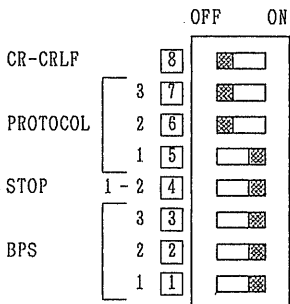 OFF ON
CR-CRLF 8
3 7
PROTOCOL 2 6
1 5
STOP 1-2 4
3 3
BPS 2 2
1 1